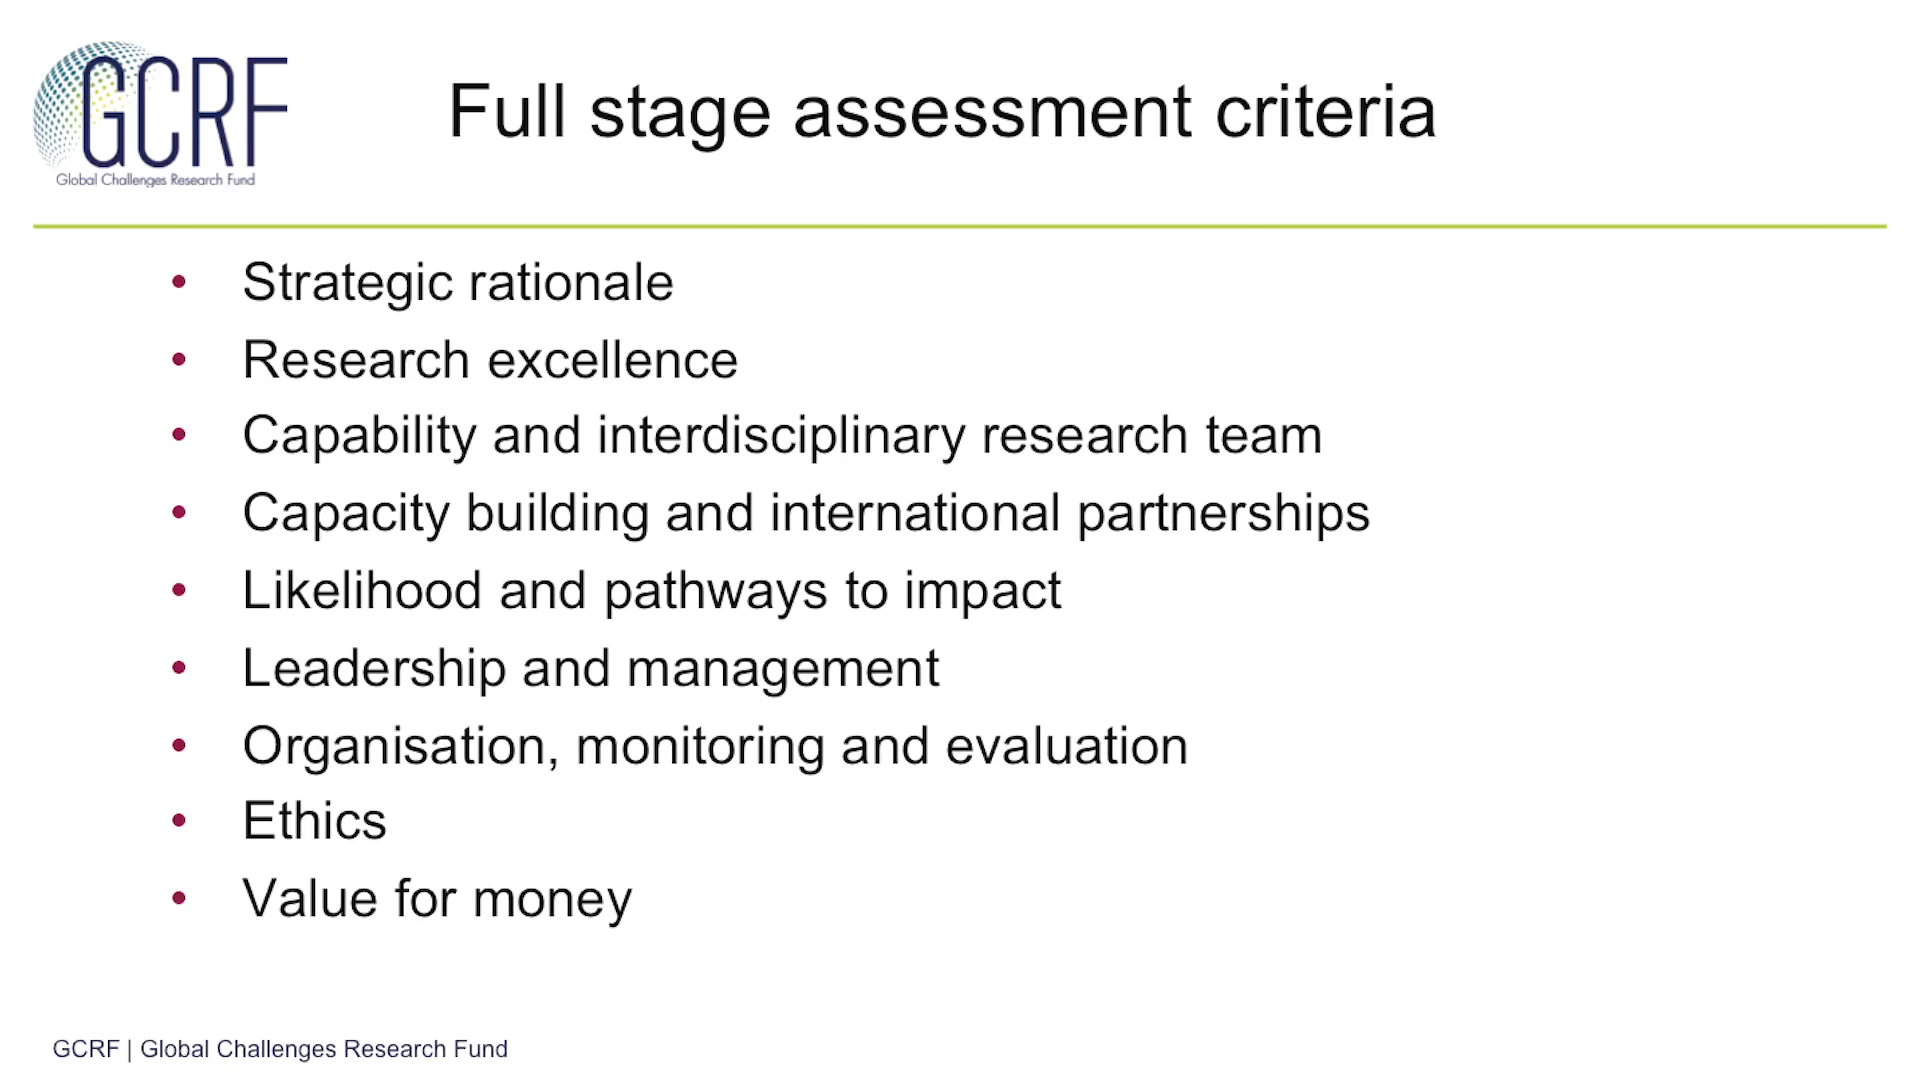 GCRF
Global Challenges Research Fund
Full stage assessment criteria
• Strategic rationale
• Research excellence
• Capability and interdisciplinary research team
• Capacity building and international partnerships
• Likelihood and pathways to impact
• Leadership and management
• Organisation, monitoring and evaluation
• Ethics
• Value for money
GCRF | Global Challenges Research Fund